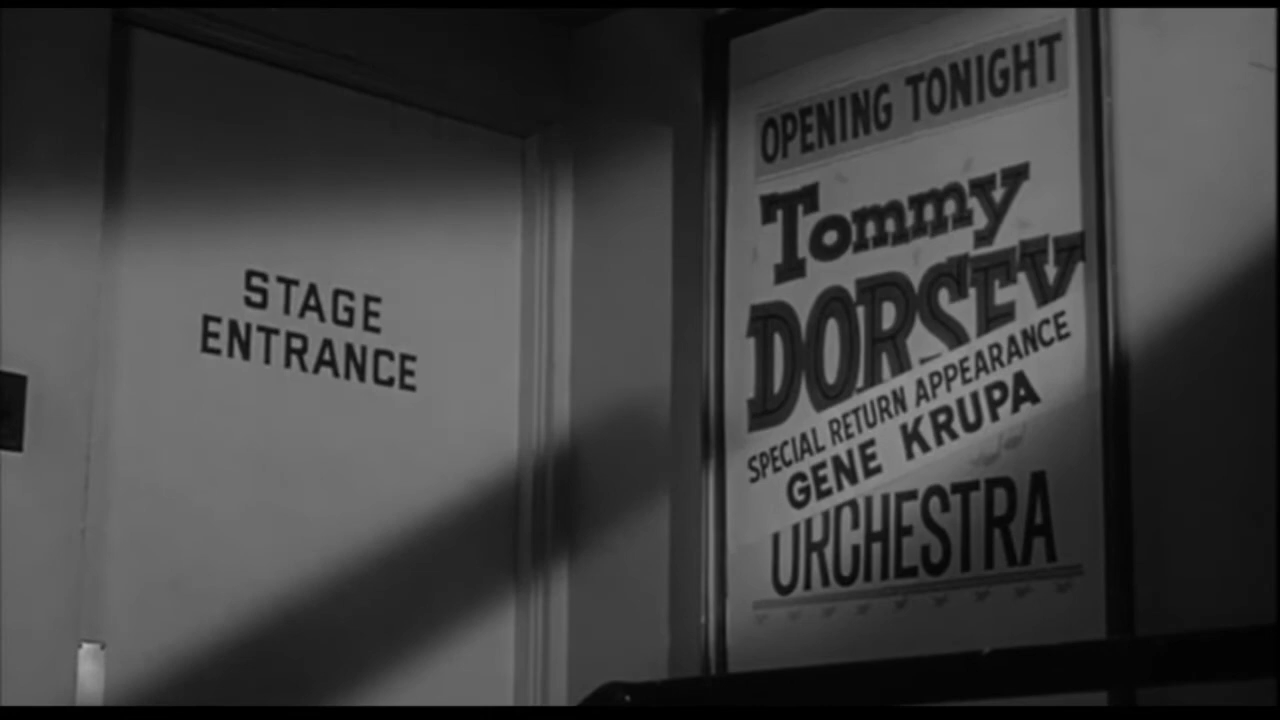 STAGE
ENTRANCE
OPENING TONIGHT
Tommy
DORSEY
SPECIAL RETURN APPEARANCE
GENE KRUPA
ORCHESTRA